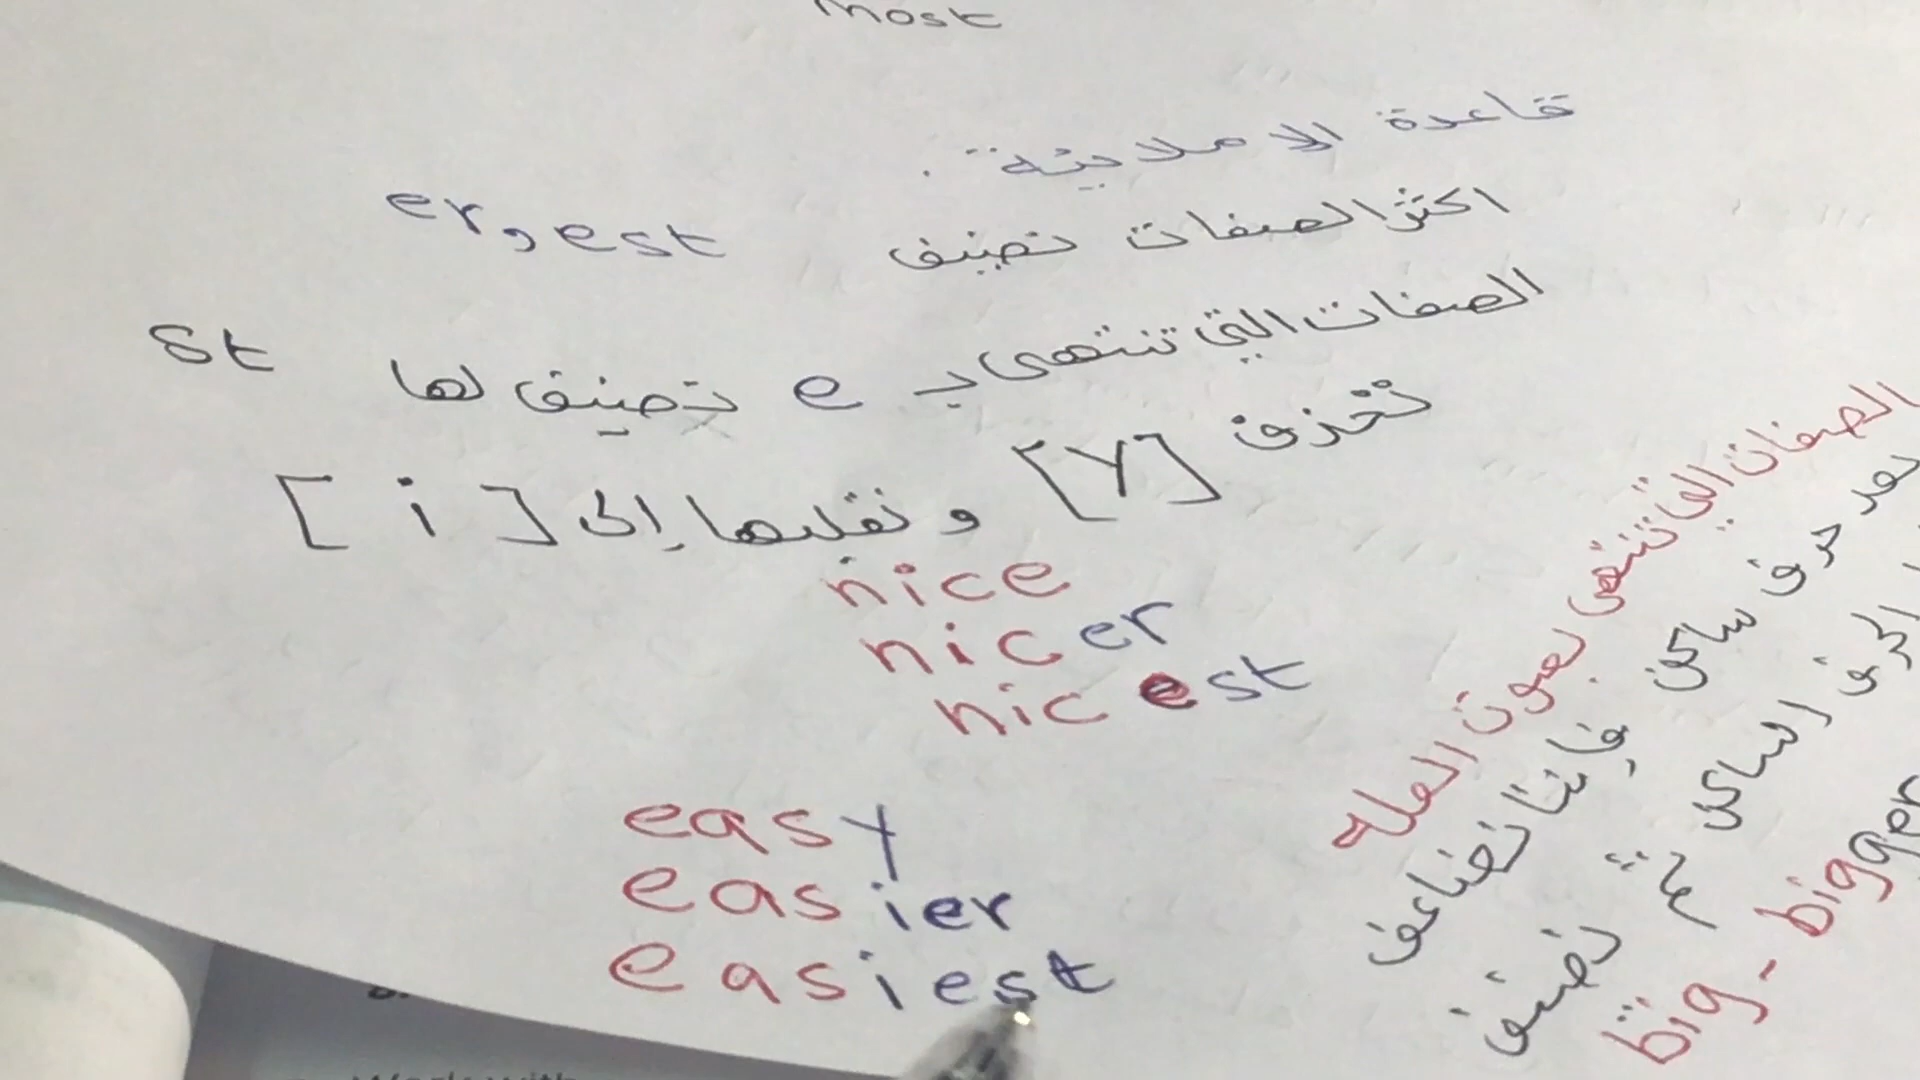 most
قاعدة الاملائية .
اكثر الصفات نضيف er, est
الصفات التي تنتهي بـ e نضيف لها st
نحذف [Y] و نقلبها إلى [ i ]
nice
nicer
nicest
easy
easier
easiest
الصفات التي تنتهي بصوت العلة
بعد حرف ساكن فإننا نضاعف
الحرف الساكن ثم نضيف
big - bigger